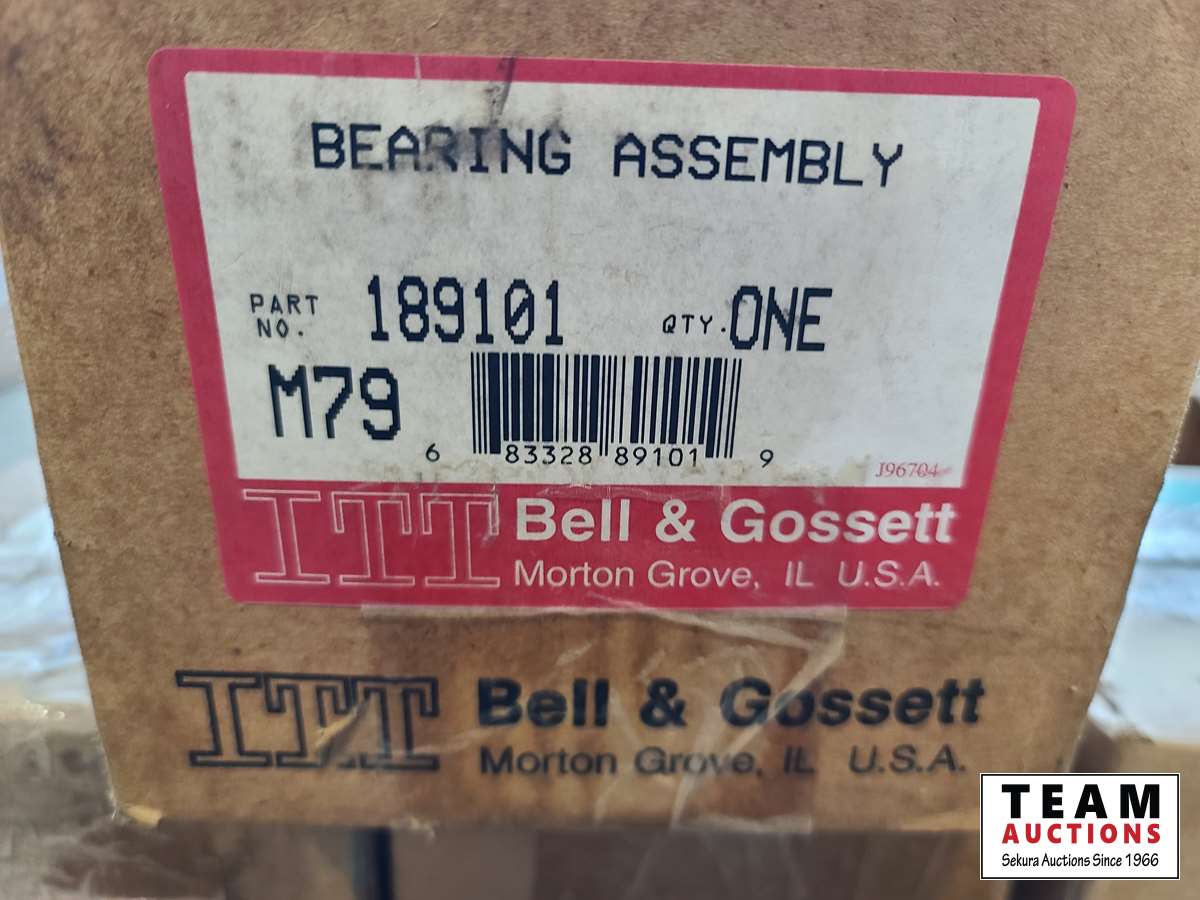 BEARING ASSEMBLY
PART NO. 189101 QTY. ONE
M79
6 83328 89101 9
J96704
ITT Bell & Gossett
Morton Grove, IL U.S.A.
ITT Bell & Gossett
Morton Grove, IL U.S.A.
TEAM
AUCTIONS
Sekura Auctions Since 1966